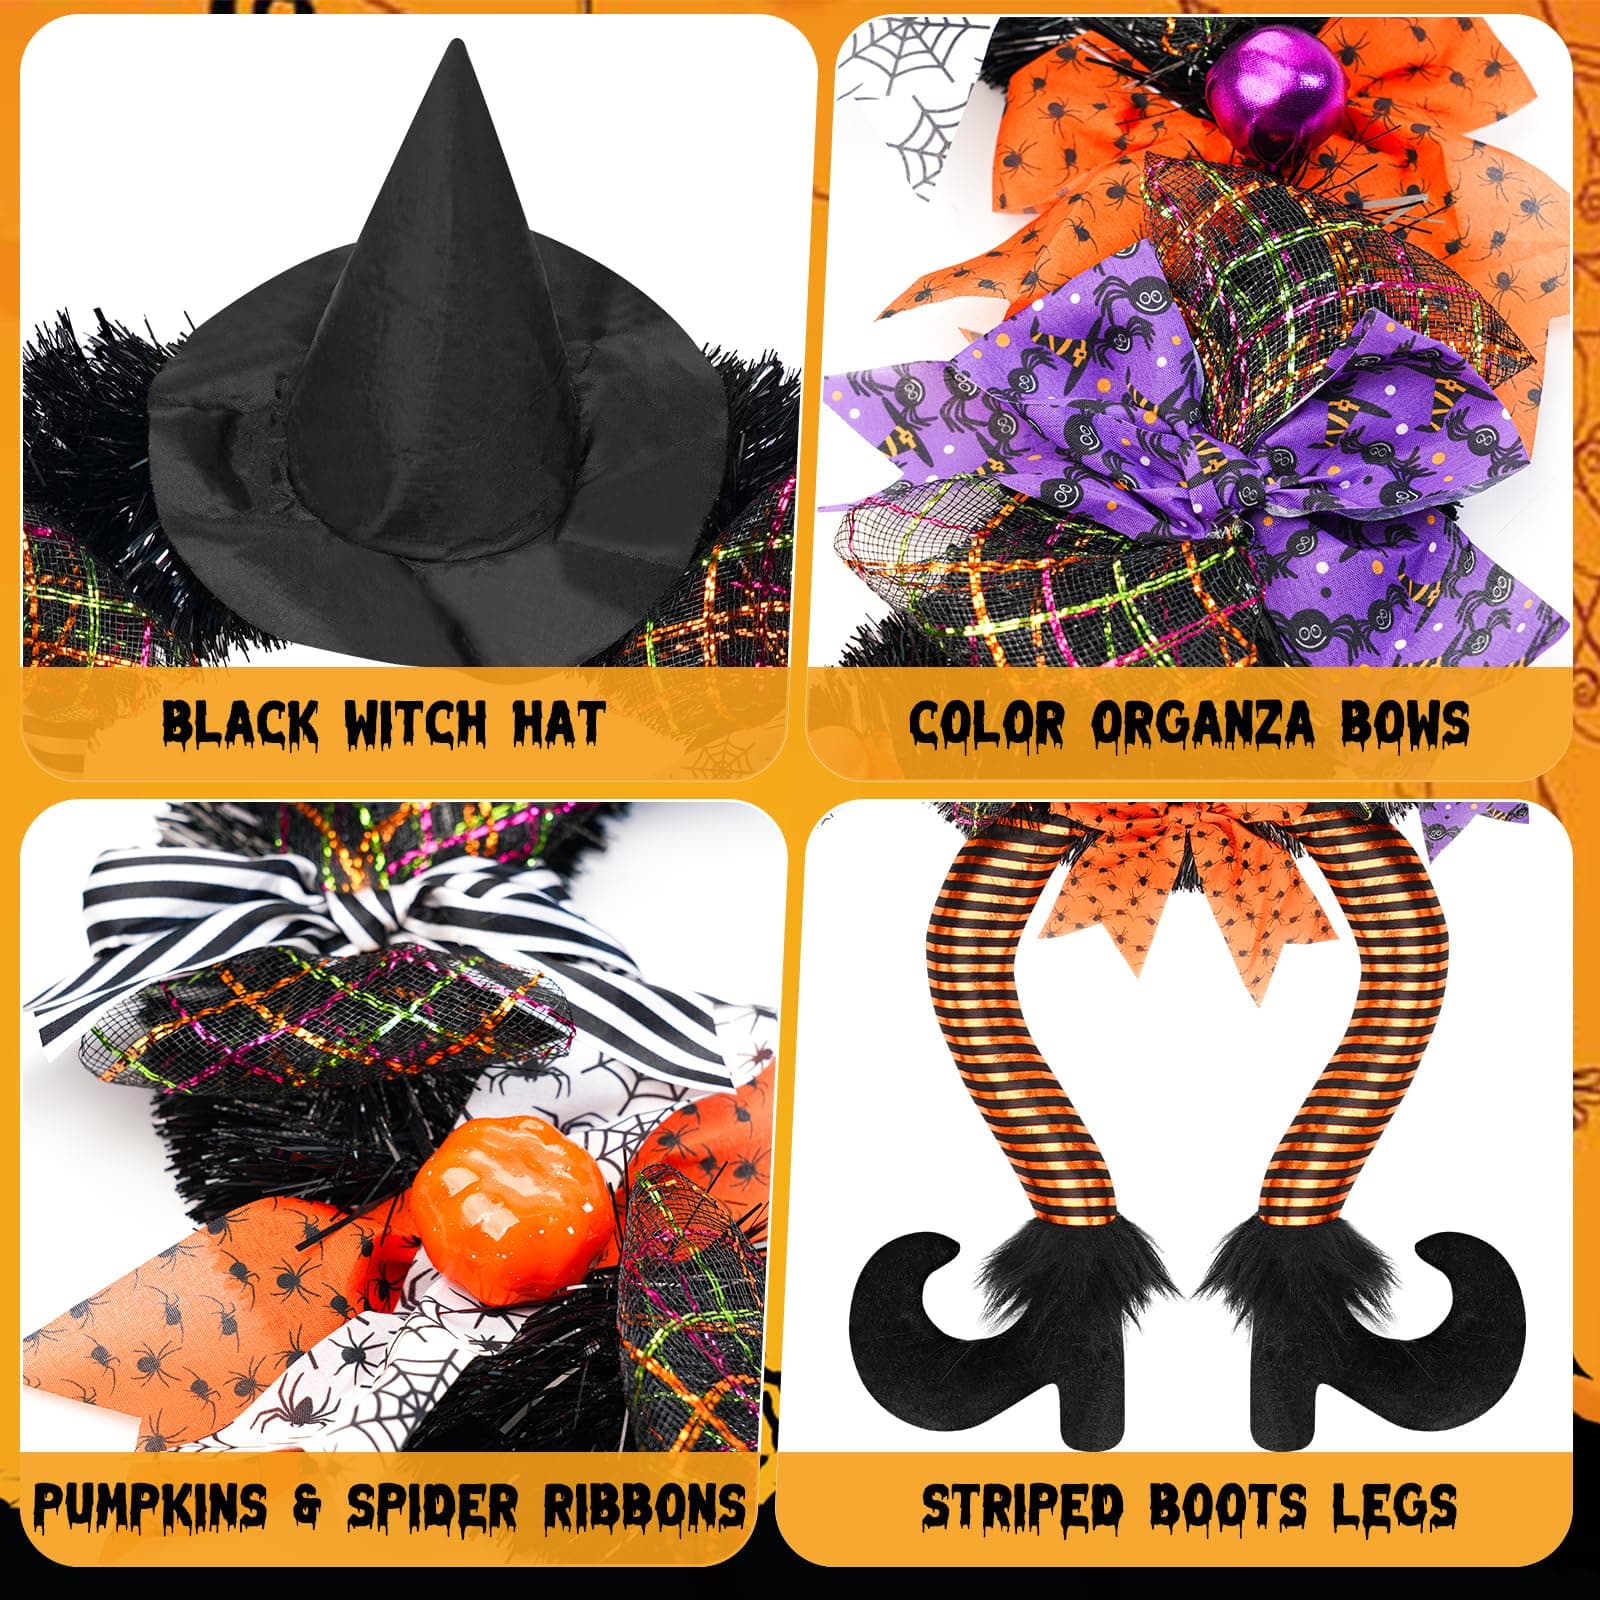 BLACK WITCH HAT
COLOR ORGANZA BOWS
PUMPKINS & SPIDER RIBBONS
STRIPED BOOTS LEGS